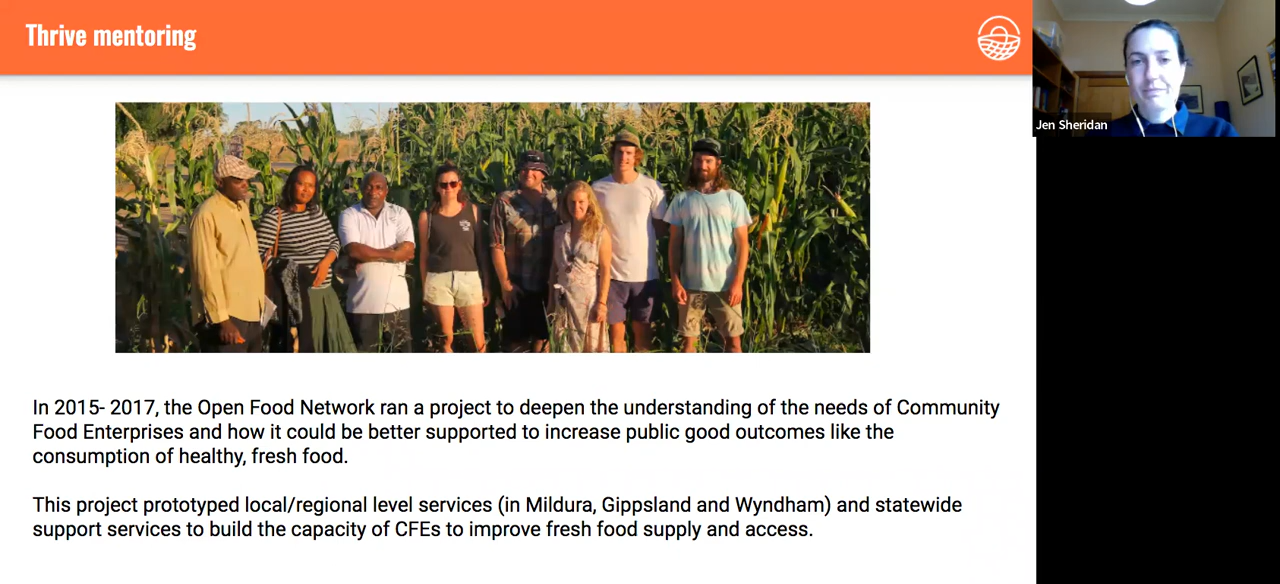 Thrive mentoring
Jen Sheridan
In 2015- 2017, the Open Food Network ran a project to deepen the understanding of the needs of Community
Food Enterprises and how it could be better supported to increase public good outcomes like the
consumption of healthy, fresh food.
This project prototyped local/regional level services (in Mildura, Gippsland and Wyndham) and statewide
support services to build the capacity of CFEs to improve fresh food supply and access.